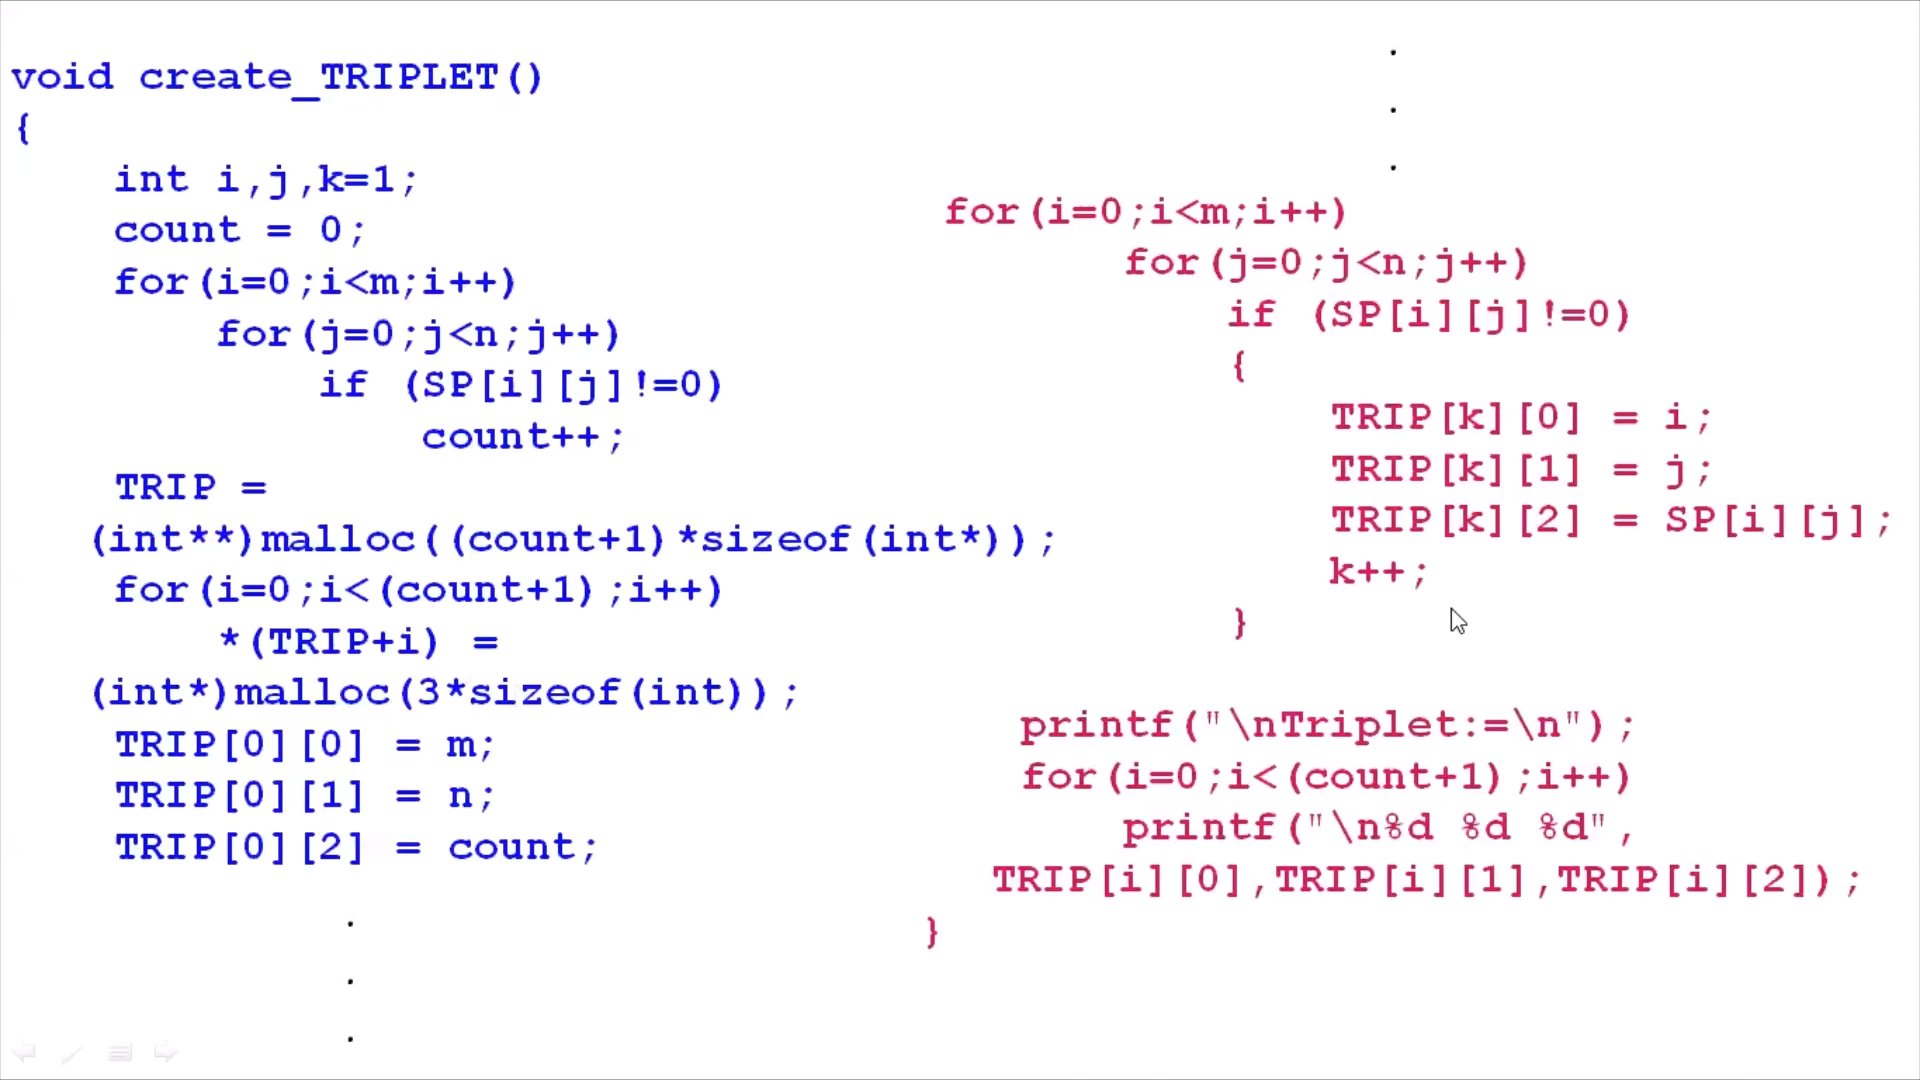 void create_TRIPLET()
{
int i,j,k=1;
count = 0;
for(i=0;i<m;i++)
for(j=0;j<n;j++)
if (SP[i][j]!=0)
count++;
TRIP =
(int**)malloc((count+1)*sizeof(int*));
for(i=0;i<(count+1);i++)
*(TRIP+i) =
(int*)malloc(3*sizeof(int));
TRIP[0][0] = m;
TRIP[0][1] = n;
TRIP[0][2] = count;
.
.
.
.
.
.
for(i=0;i<m;i++)
for(j=0;j<n;j++)
if (SP[i][j]!=0)
{
TRIP[k][0] = i;
TRIP[k][1] = j;
TRIP[k][2] = SP[i][j];
k++;
}
printf("\nTriplet:=\n");
for(i=0;i<(count+1);i++)
printf("\n%d %d %d",
TRIP[i][0],TRIP[i][1],TRIP[i][2]);
}